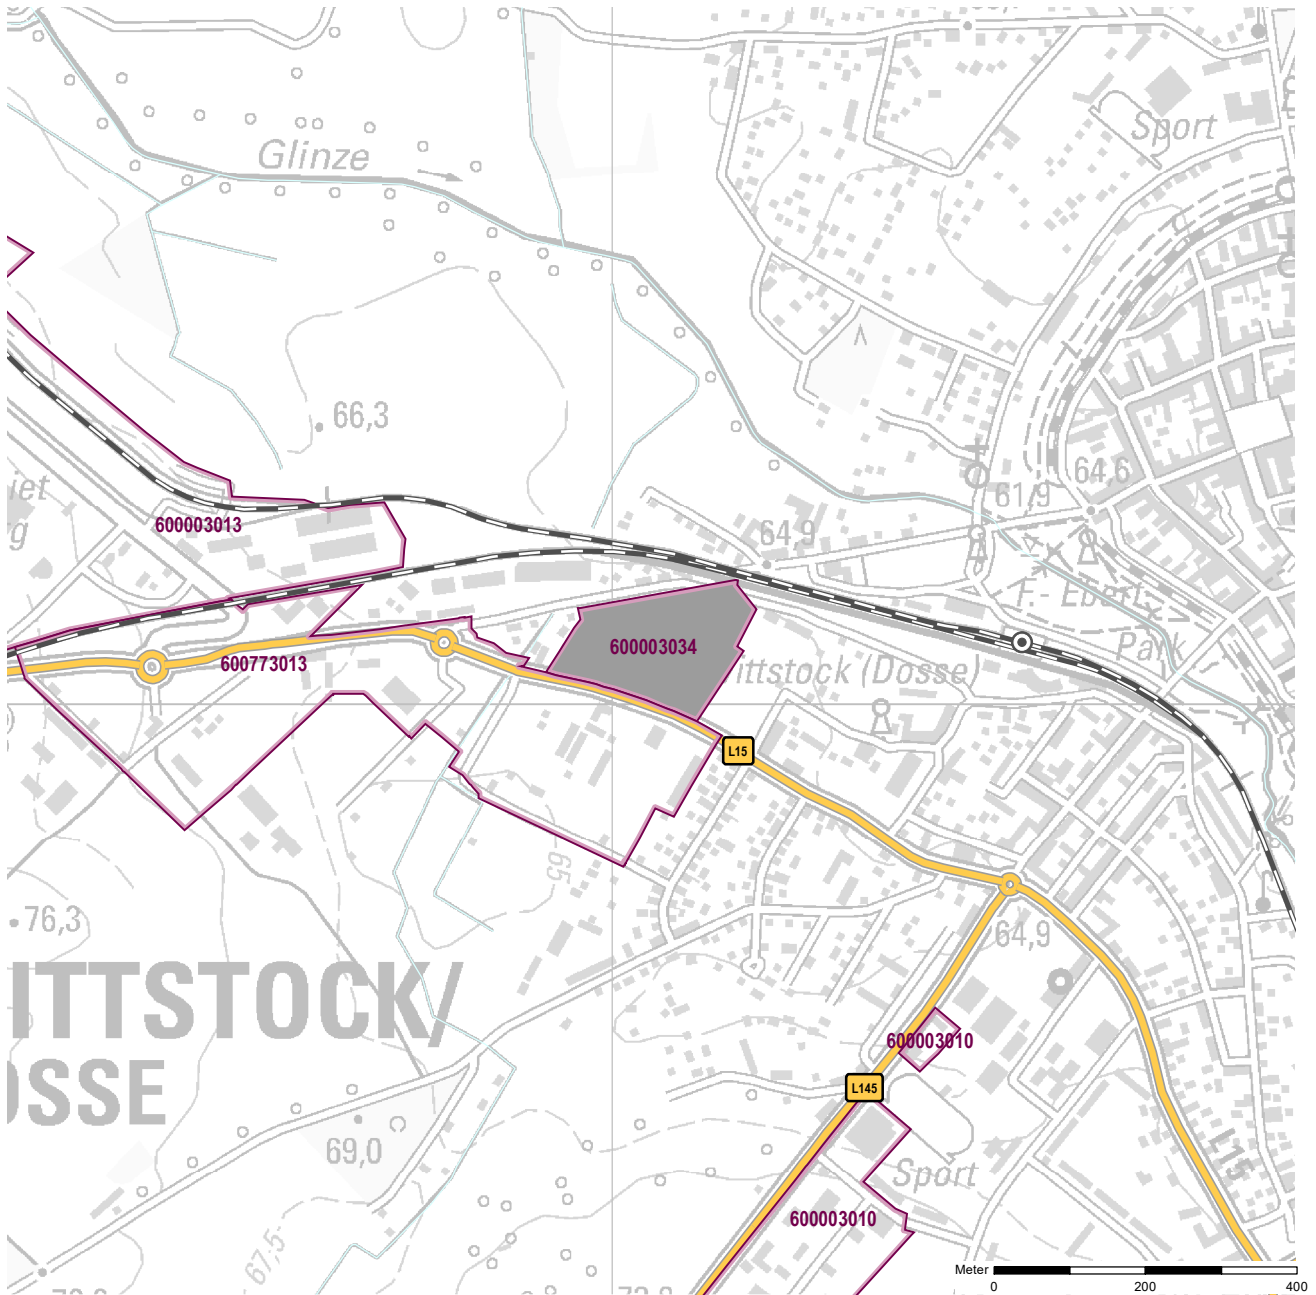 Sport
Glinze
66,3
iet
g
600003013
64,6
61,9
64,9
F.- Ebert-
Park
600003034
600773013
ittstock (Dosse)
L15
65
76,3
ITTSTOCK/
OSSE
64,9
600003010
L145
69,0
Sport
L15
600003010
67,5
Meter
0 200 400